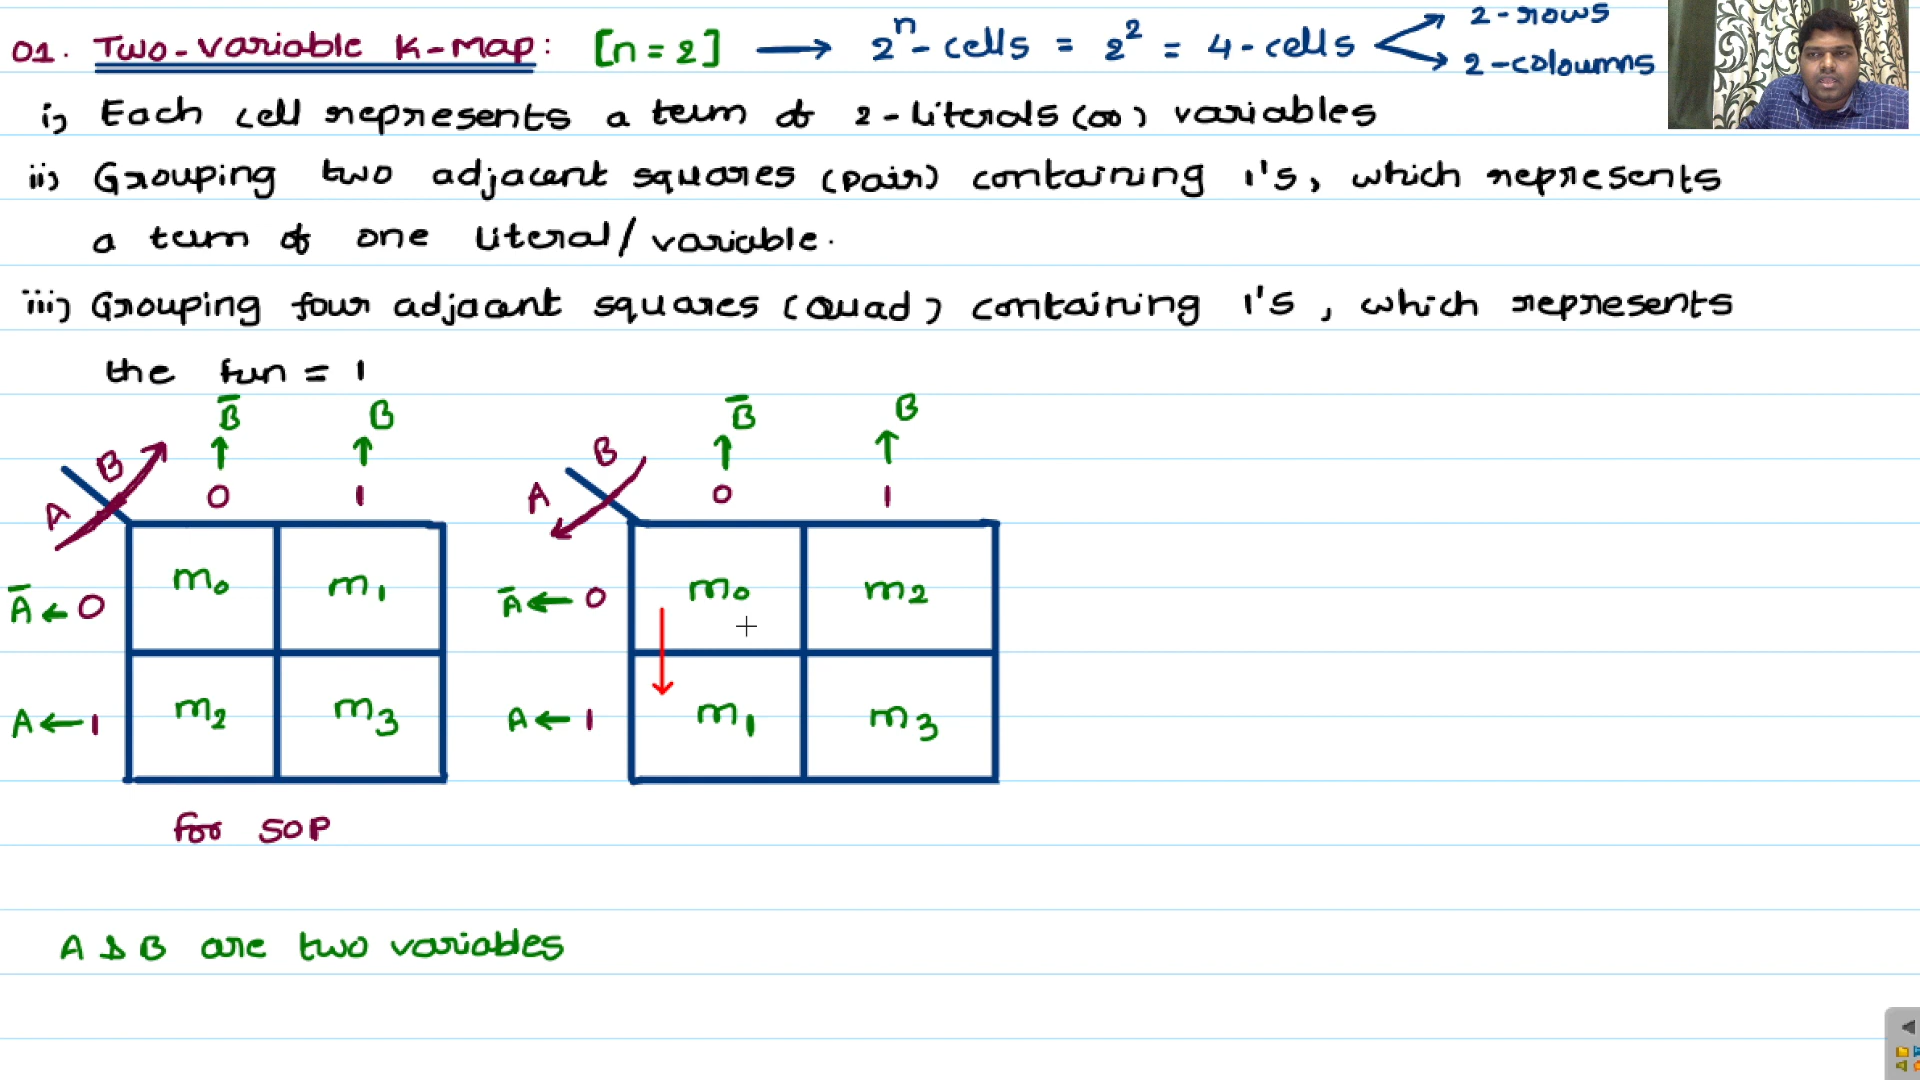 01. Two-variable K-Map: [n=2] → 2ⁿ-cells = 2² = 4-cells
2-rows
2-coloumns
i) Each cell represents a term of 2-Literals (or) variables
ii) Grouping two adjacent squares (pair) containing 1's, which represents
a term of one literal/variable.
iii) Grouping four adjacent squares (Quad) containing 1's, which represents
the fun = 1
B̄ B
A B 0 1
Ā ← 0 m₀ m₁
A ← 1 m₂ m₃
for SOP
B̄ B
A B 0 1
Ā ← 0 m₀ m₂
A ← 1 m₁ m₃
A & B are two variables